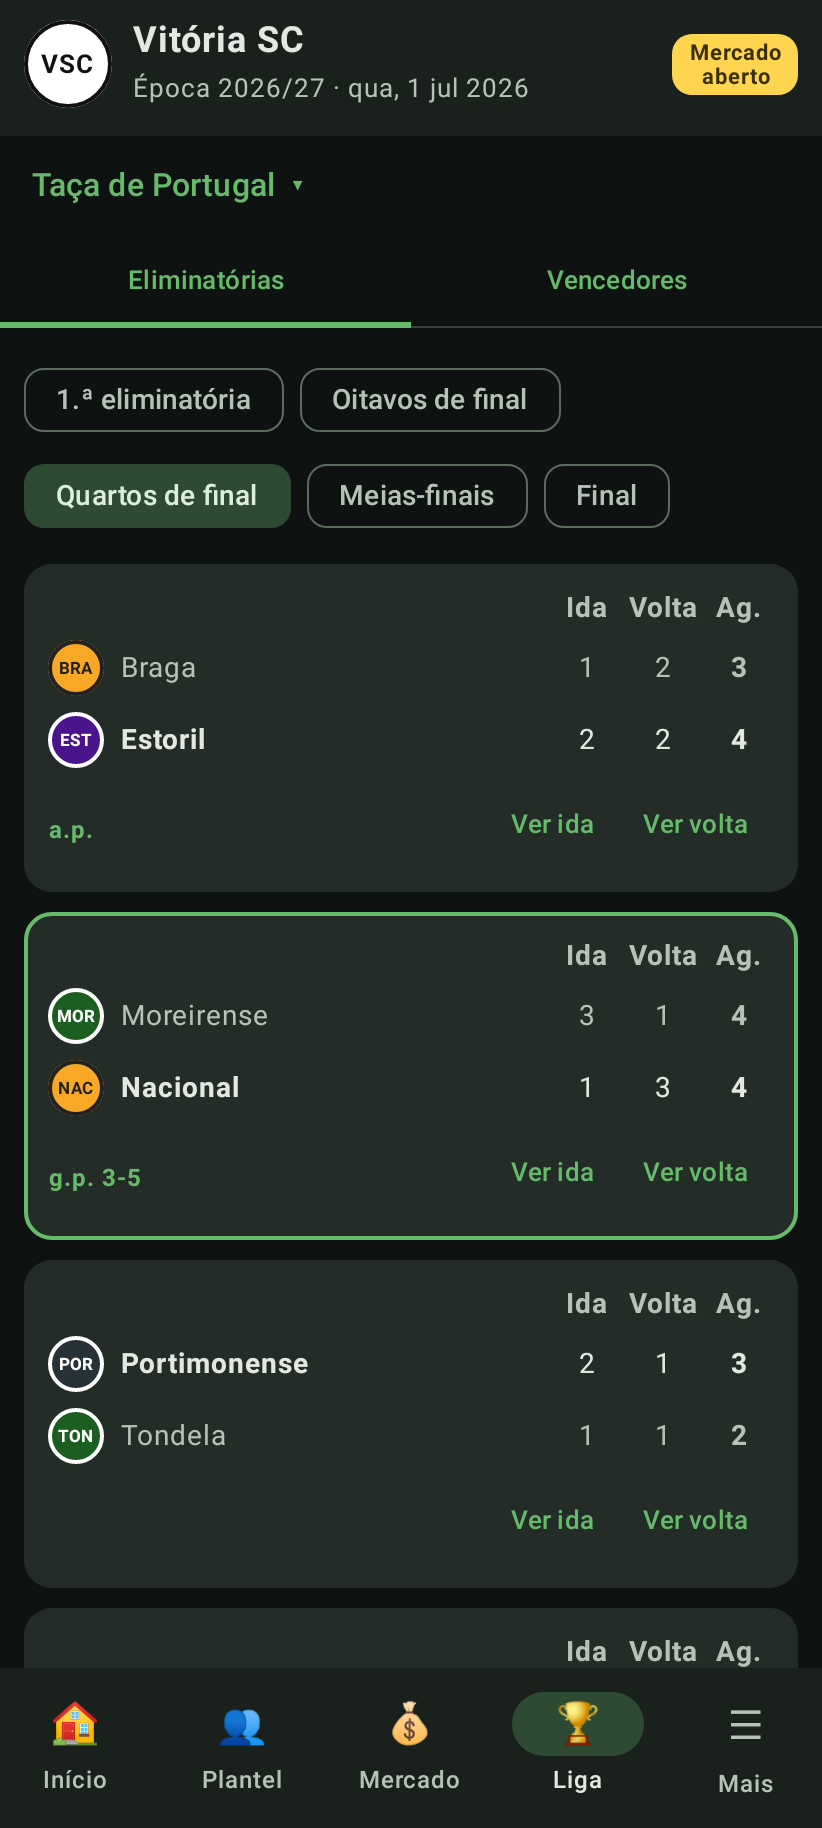 VSC
Vitória SC
Época 2026/27 · qua, 1 jul 2026
Mercado
aberto
Taça de Portugal ▾
Eliminatórias Vencedores
1.ª eliminatória Oitavos de final
Quartos de final Meias-finais Final
Ida Volta Ag.
BRA Braga 1 2 3
EST Estoril 2 2 4
a.p. Ver ida Ver volta
Ida Volta Ag.
MOR Moreirense 3 1 4
NAC Nacional 1 3 4
g.p. 3-5 Ver ida Ver volta
Ida Volta Ag.
POR Portimonense 2 1 3
TON Tondela 1 1 2
Ver ida Ver volta
Ida Volta Ag.
Início Plantel Mercado Liga Mais